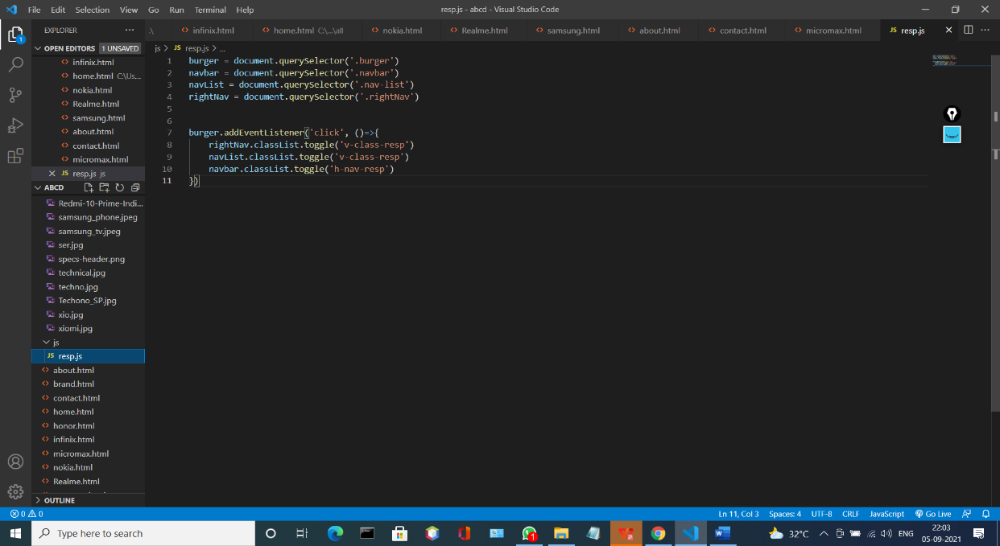 File Edit Selection View Go Run Terminal Help
resp.js - abcd - Visual Studio Code
EXPLORER
infinix.html
home.html C:\...\all
nokia.html
Realme.html
samsung.html
about.html
contact.html
micromax.html
JS resp.js
OPEN EDITORS 1 UNSAVED
infinix.html
home.html C:\Us...
nokia.html
Realme.html
samsung.html
about.html
contact.html
micromax.html
JS resp.js js
ABCD
Redmi-10-Prime-Indi...
samsung_phone.jpeg
samsung_tv.jpeg
ser.jpg
specs-header.png
technical.jpg
techno.jpg
Techono_SP.jpg
xio.jpg
xiomi.jpg
js
JS resp.js
about.html
brand.html
contact.html
home.html
honor.html
infinix.html
micromax.html
nokia.html
Realme.html
OUTLINE
js > JS resp.js > ...
1 burger = document.querySelector('.burger')
2 navbar = document.querySelector('.navbar')
3 navList = document.querySelector('.nav-list')
4 rightNav = document.querySelector('.rightNav')
5
6
7 burger.addEventListener('click', ()=>{
8 rightNav.classList.toggle('v-class-resp')
9 navList.classList.toggle('v-class-resp')
10 navbar.classList.toggle('h-nav-resp')
11 })
0 0
Ln 11, Col 3 Spaces: 4 UTF-8 CRLF JavaScript Go Live
Type here to search
1
32°C
ENG
22:03
05-09-2021